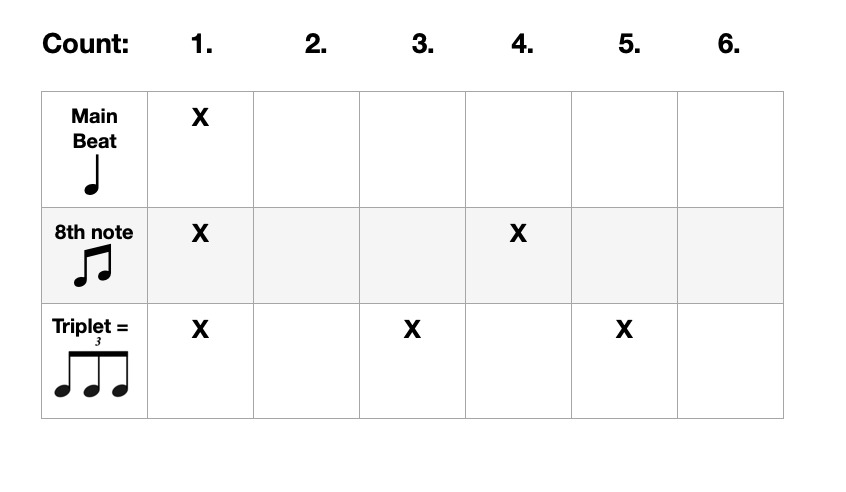 Count: 1. 2. 3. 4. 5. 6.
Main
Beat
X
8th note
X X
Triplet =
3
X X X